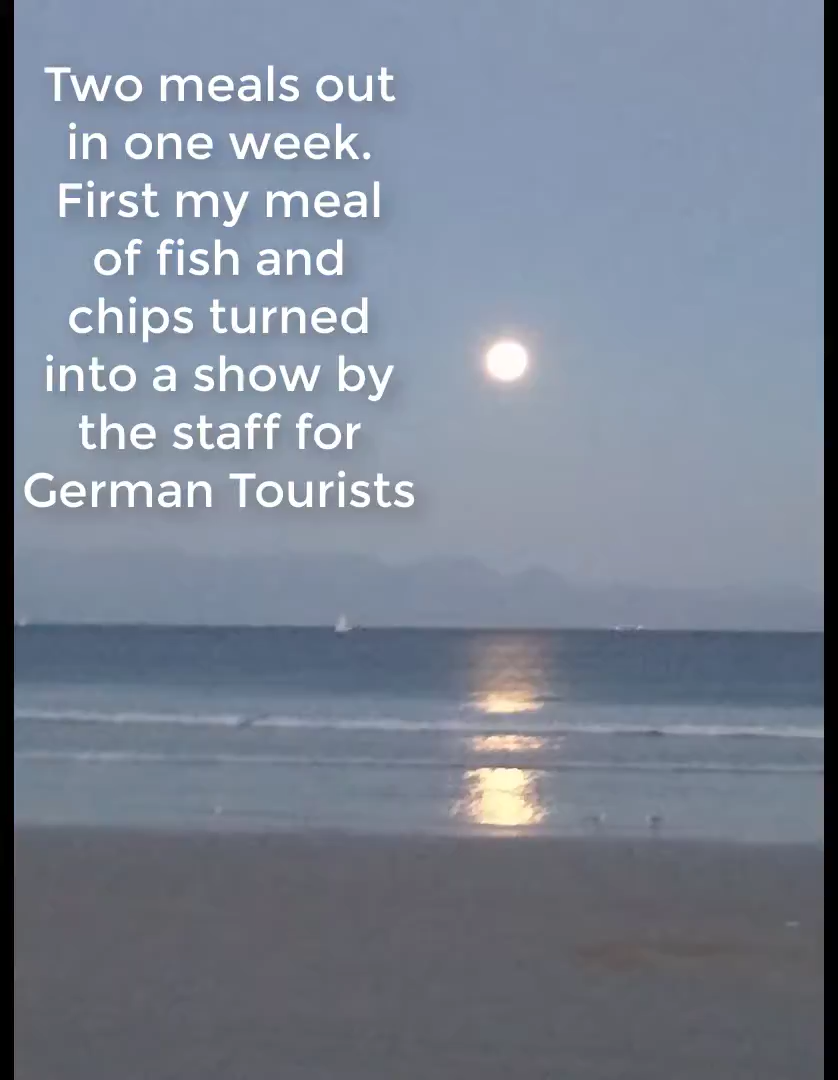 Two meals out
in one week.
First my meal
of fish and
chips turned
into a show by
the staff for
German Tourists